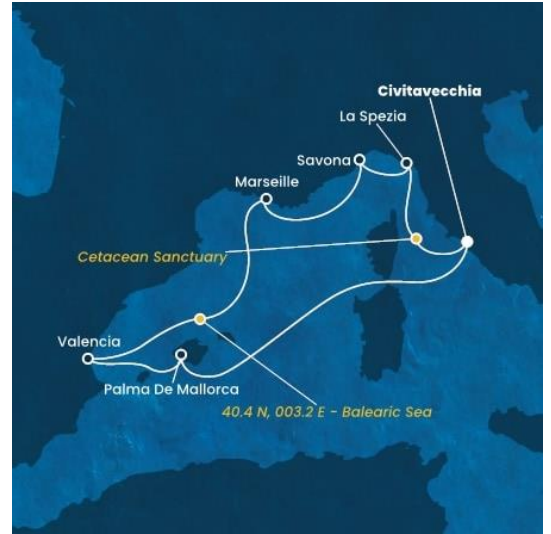 Civitavecchia
La Spezia
Savona
Marseille
Cetacean Sanctuary
Valencia
Palma De Mallorca
40.4 N, 003.2 E - Balearic Sea